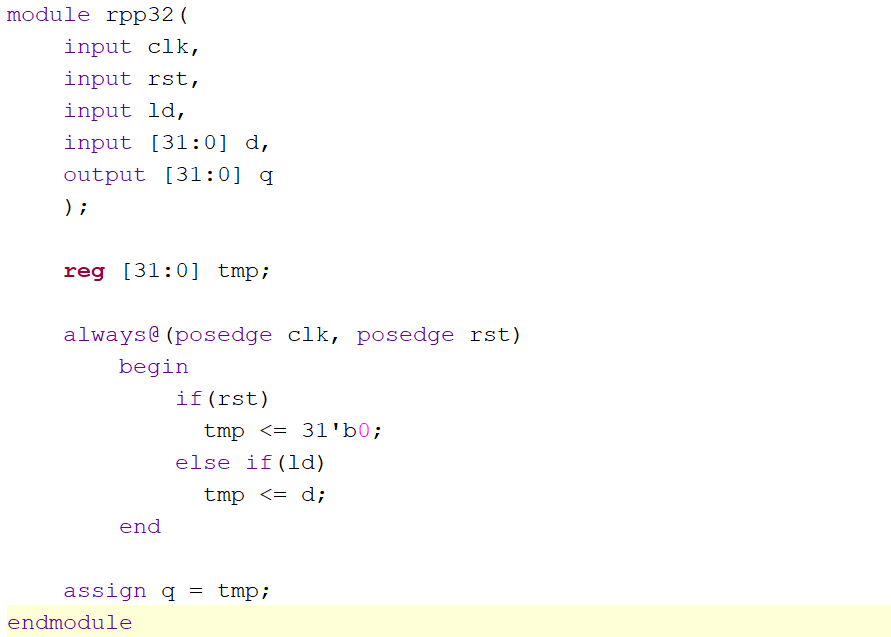 module rpp32(
    input clk,
    input rst,
    input ld,
    input [31:0] d,
    output [31:0] q
    );
    reg [31:0] tmp;
    always@(posedge clk, posedge rst)
        begin
            if(rst)
              tmp <= 31'b0;
            else if(ld)
              tmp <= d;
        end
    assign q = tmp;
endmodule